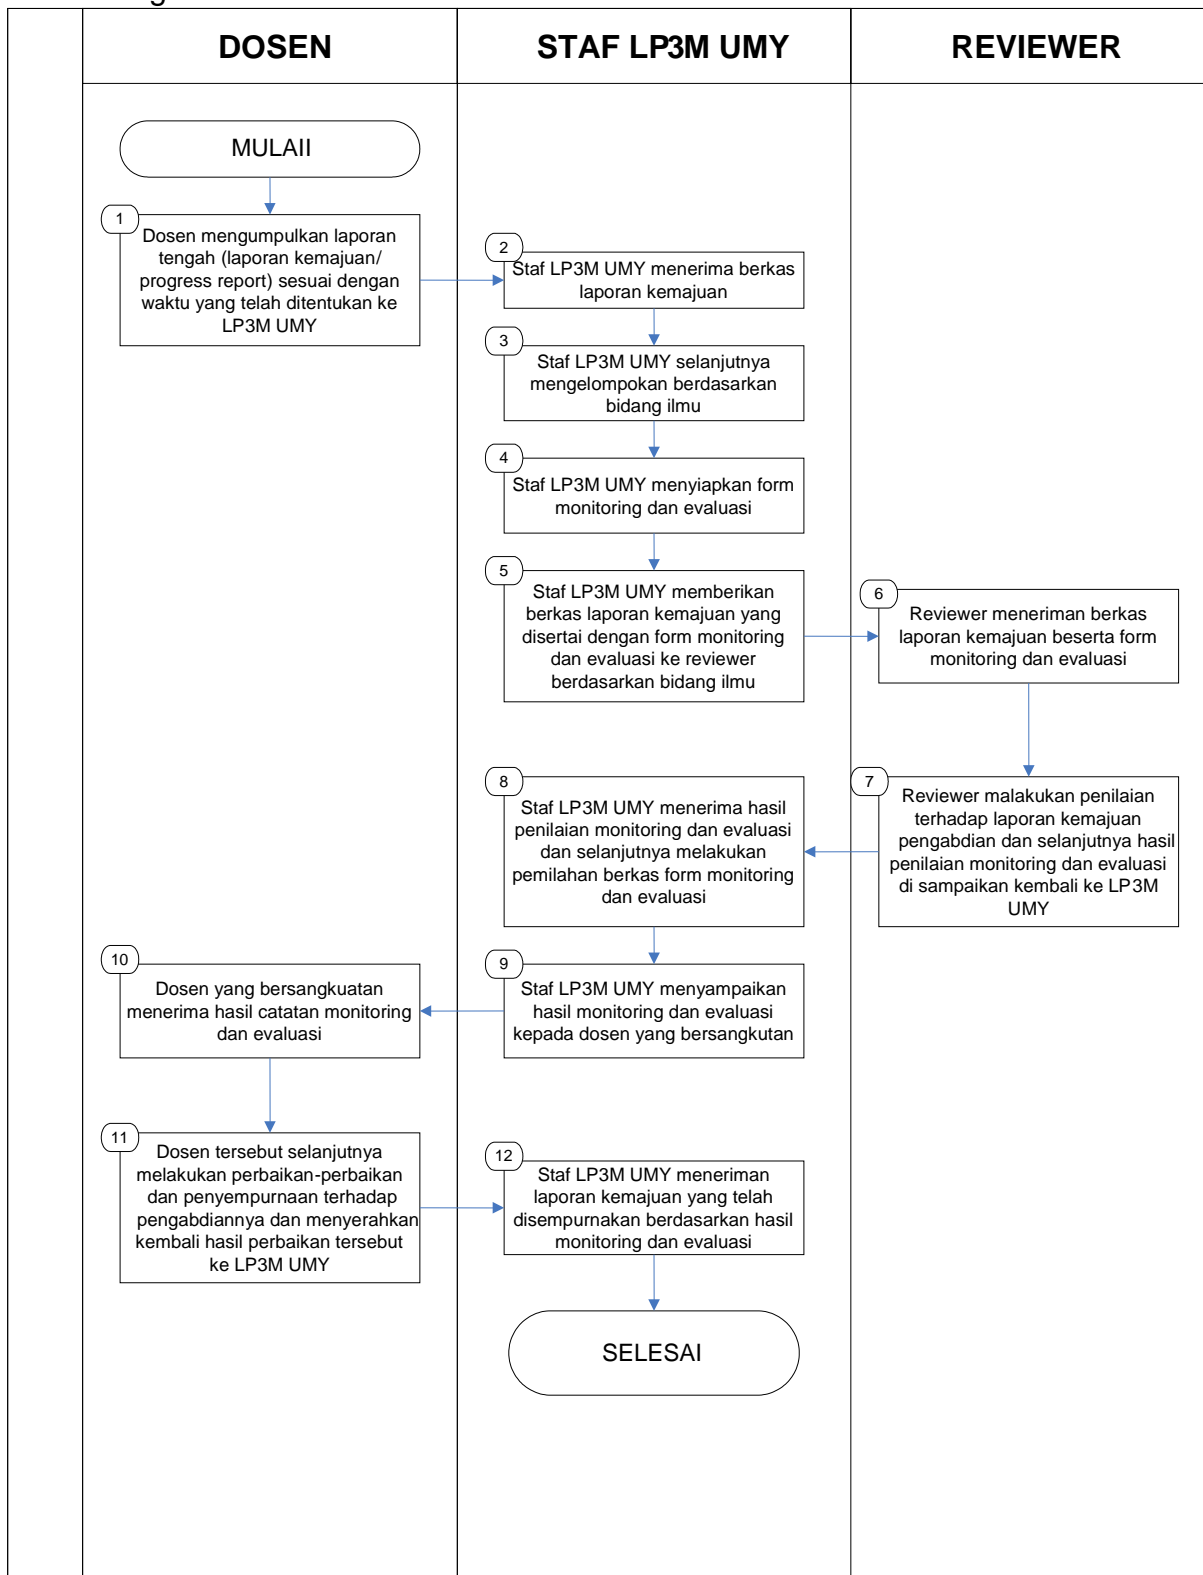 DOSEN
STAF LP3M UMY
REVIEWER
MULAII
1
Dosen mengumpulkan laporan
tengah (laporan kemajuan/
progress report) sesuai dengan
waktu yang telah ditentukan ke
LP3M UMY
2
Staf LP3M UMY menerima berkas
laporan kemajuan
3
Staf LP3M UMY selanjutnya
mengelompokan berdasarkan
bidang ilmu
4
Staf LP3M UMY menyiapkan form
monitoring dan evaluasi
5
Staf LP3M UMY memberikan
berkas laporan kemajuan yang
disertai dengan form monitoring
dan evaluasi ke reviewer
berdasarkan bidang ilmu
6
Reviewer meneriman berkas
laporan kemajuan beserta form
monitoring dan evaluasi
7
Reviewer malakukan penilaian
terhadap laporan kemajuan
pengabdian dan selanjutnya hasil
penilaian monitoring dan evaluasi
di sampaikan kembali ke LP3M
UMY
8
Staf LP3M UMY menerima hasil
penilaian monitoring dan evaluasi
dan selanjutnya melakukan
pemilahan berkas form monitoring
dan evaluasi
9
Staf LP3M UMY menyampaikan
hasil monitoring dan evaluasi
kepada dosen yang bersangkutan
10
Dosen yang bersangkuatan
menerima hasil catatan monitoring
dan evaluasi
11
Dosen tersebut selanjutnya
melakukan perbaikan-perbaikan
dan penyempurnaan terhadap
pengabdiannya dan menyerahkan
kembali hasil perbaikan tersebut
ke LP3M UMY
12
Staf LP3M UMY meneriman
laporan kemajuan yang telah
disempurnakan berdasarkan hasil
monitoring dan evaluasi
SELESAI